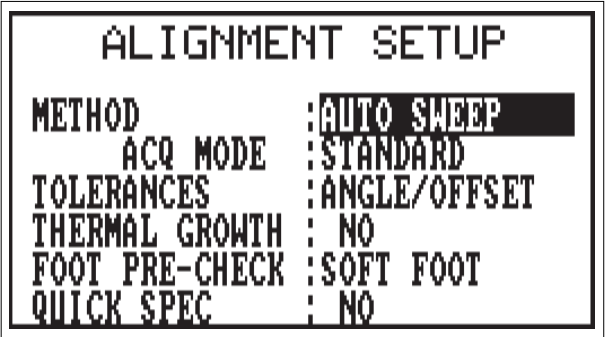 ALIGNMENT SETUP
METHOD :AUTO SWEEP
ACQ MODE :STANDARD
TOLERANCES :ANGLE/OFFSET
THERMAL GROWTH : NO
FOOT PRE-CHECK :SOFT FOOT
QUICK SPEC : NO